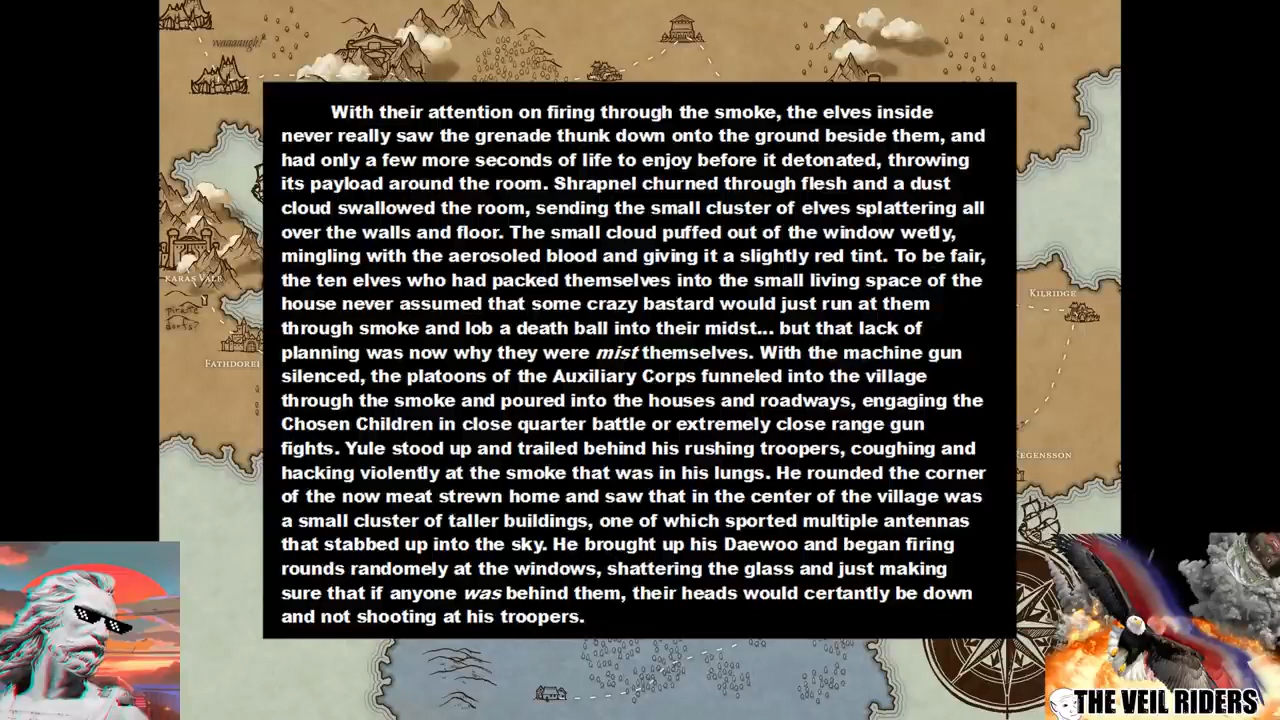 waaaaugh!
With their attention on firing through the smoke, the elves inside
never really saw the grenade thunk down onto the ground beside them, and
had only a few more seconds of life to enjoy before it detonated, throwing
its payload around the room. Shrapnel churned through flesh and a dust
cloud swallowed the room, sending the small cluster of elves splattering all
over the walls and floor. The small cloud puffed out of the window wetly,
mingling with the aerosoled blood and giving it a slightly red tint. To be fair,
the ten elves who had packed themselves into the small living space of the
house never assumed that some crazy bastard would just run at them
through smoke and lob a death ball into their midst... but that lack of
planning was now why they were mist themselves. With the machine gun
silenced, the platoons of the Auxiliary Corps funneled into the village
through the smoke and poured into the houses and roadways, engaging the
Chosen Children in close quarter battle or extremely close range gun
fights. Yule stood up and trailed behind his rushing troopers, coughing and
hacking violently at the smoke that was in his lungs. He rounded the corner
of the now meat strewn home and saw that in the center of the village was
a small cluster of taller buildings, one of which sported multiple antennas
that stabbed up into the sky. He brought up his Daewoo and began firing
rounds randomely at the windows, shattering the glass and just making
sure that if anyone was behind them, their heads would certantly be down
and not shooting at his troopers.
KARAS VALR
FATHDOREI
KILRIDGE
EGENSSON
THE VEIL RIDERS